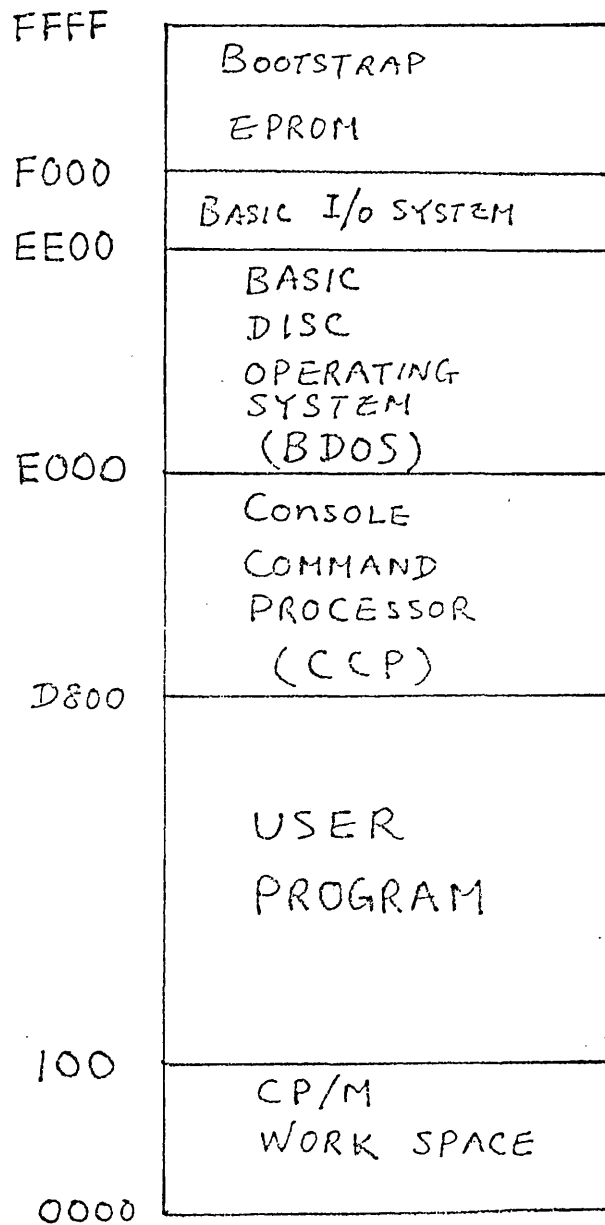 FFFF
BOOTSTRAP
EPROM
F000
BASIC I/O SYSTEM
EE00
BASIC
DISC
OPERATING
SYSTEM
(BDOS)
E000
CONSOLE
COMMAND
PROCESSOR
(CCP)
D800
USER
PROGRAM
100
CP/M
WORK SPACE
0000